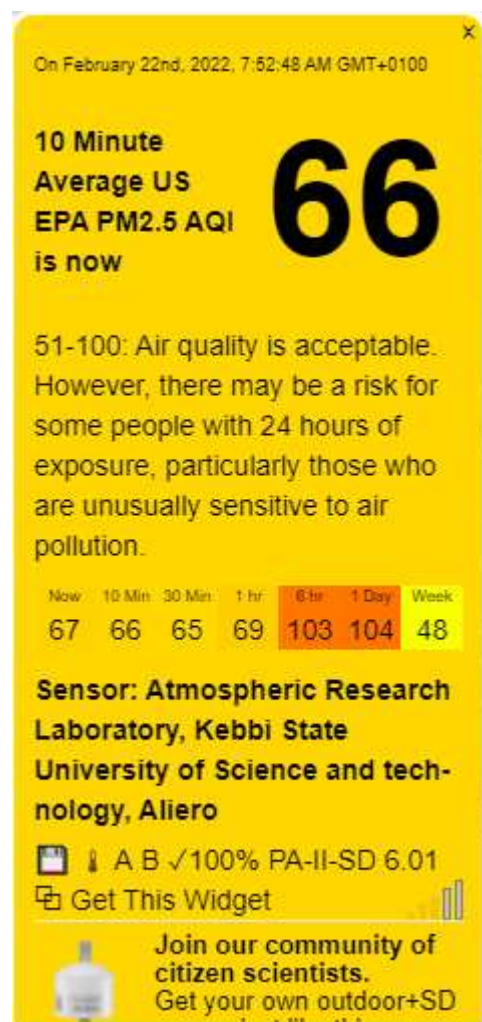 x
On February 22nd, 2022, 7:52:48 AM GMT+0100
10 Minute
Average US
EPA PM2.5 AQI
is now
66
51-100: Air quality is acceptable.
However, there may be a risk for
some people with 24 hours of
exposure, particularly those who
are unusually sensitive to air
pollution.
Now 10 Min 30 Min 1 hr 6 hr 1 Day Week
67 66 65 69 103 104 48
Sensor: Atmospheric Research
Laboratory, Kebbi State
University of Science and tech-
nology, Aliero
A B ✓100% PA-II-SD 6.01
Get This Widget
Join our community of
citizen scientists.
Get your own outdoor+SD